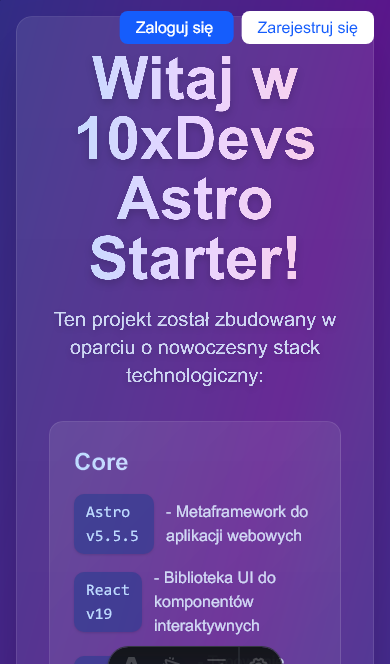 Zaloguj się
Zarejestruj się
Witaj w
10xDevs
Astro
Starter!
Ten projekt został zbudowany w
oparciu o nowoczesny stack
technologiczny:
Core
Astro
v5.5.5
- Metaframework do
aplikacji webowych
React
v19
- Biblioteka UI do
komponentów
interaktywnych